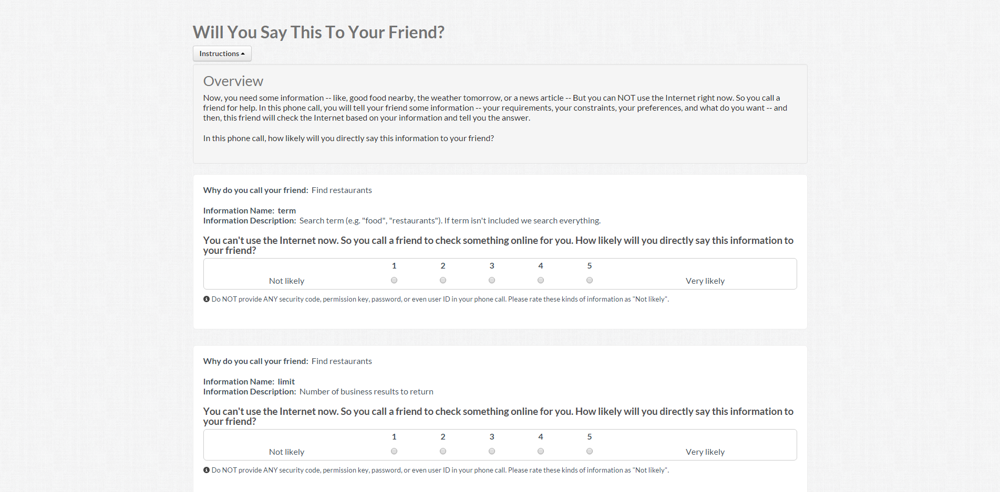 Will You Say This To Your Friend?
Instructions
Overview
Now, you need some information -- like, good food nearby, the weather tomorrow, or a news article -- But you can NOT use the Internet right now. So you call a
friend for help. In this phone call, you will tell your friend some information -- your requirements, your constraints, your preferences, and what do you want -- and
then, this friend will check the Internet based on your information and tell you the answer.
In this phone call, how likely will you directly say this information to your friend?
Why do you call your friend: Find restaurants
Information Name: term
Information Description: Search term (e.g. "food", "restaurants"). If term isn't included we search everything.
You can't use the Internet now. So you call a friend to check something online for you. How likely will you directly say this information to
your friend?
1 2 3 4 5
Not likely Very likely
Do NOT provide ANY security code, permission key, password, or even user ID in your phone call. Please rate these kinds of information as "Not likely".
Why do you call your friend: Find restaurants
Information Name: limit
Information Description: Number of business results to return
You can't use the Internet now. So you call a friend to check something online for you. How likely will you directly say this information to
your friend?
1 2 3 4 5
Not likely Very likely
Do NOT provide ANY security code, permission key, password, or even user ID in your phone call. Please rate these kinds of information as "Not likely".